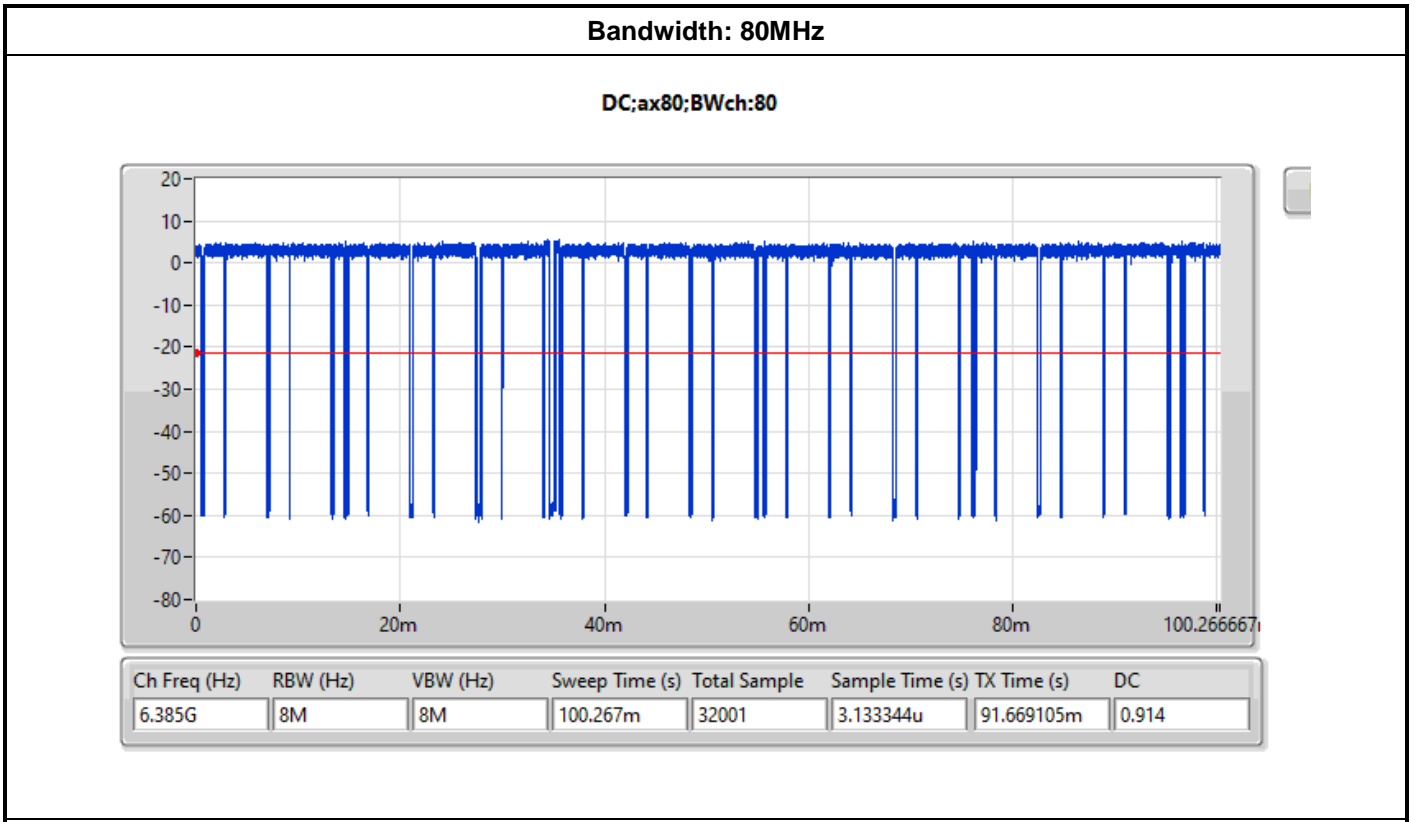 Bandwidth: 80MHz
DC;ax80;BWch:80
20
10
0
-10
-20
-30
-40
-50
-60
-70
-80
0 20m 40m 60m 80m 100.266667
Ch Freq (Hz) RBW (Hz) VBW (Hz) Sweep Time (s) Total Sample Sample Time (s) TX Time (s) DC
6.385G 8M 8M 100.267m 32001 3.133344u 91.669105m 0.914